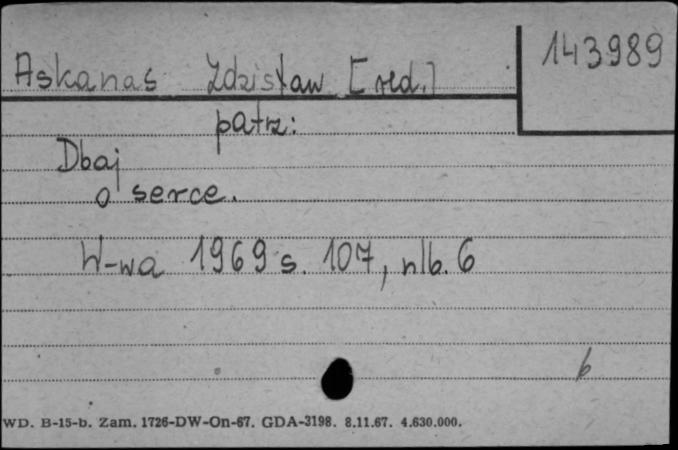 143989
Askanas Zdzisław [red.]
patrz:
Dbaj
o serce.
W-wa 1969 s. 107, nlb. 6
b
WD. B-15-b. Zam. 1726-DW-On-67. GDA-3198. 8.11.67. 4.630.000.